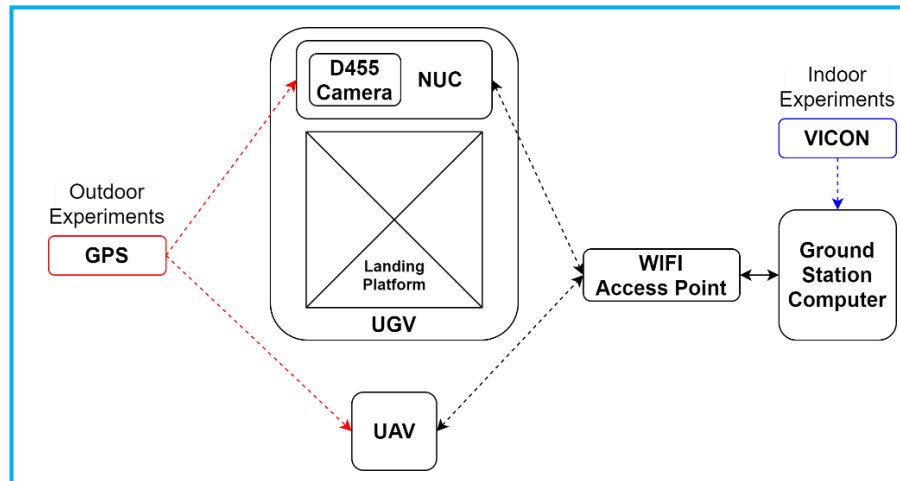 D455
Camera
NUC
Indoor
Experiments
VICON
Outdoor
Experiments
GPS
Landing
Platform
UGV
WIFI
Access Point
Ground
Station
Computer
UAV